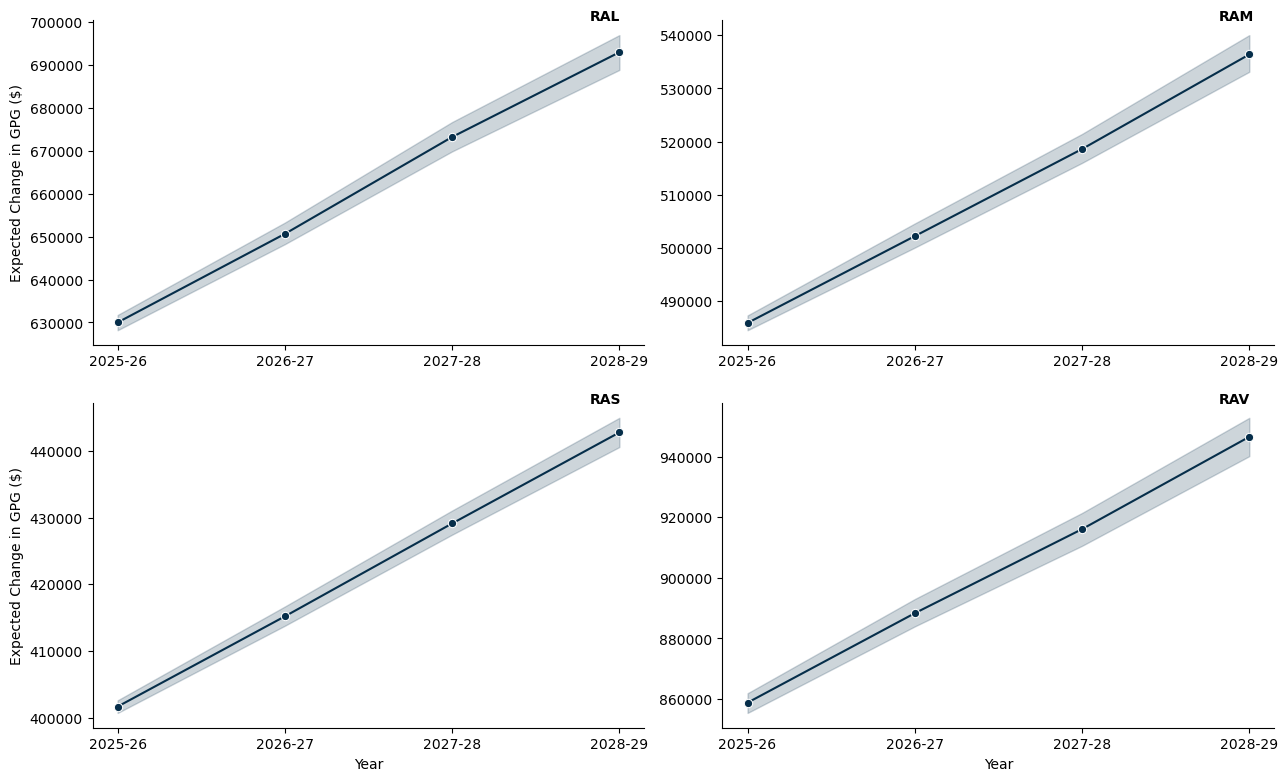 RAL
700000
690000
680000
670000
660000
650000
640000
630000
Expected Change in GPG ($)
2025-26 2026-27 2027-28 2028-29
RAM
540000
530000
520000
510000
500000
490000
2025-26 2026-27 2027-28 2028-29
RAS
440000
430000
420000
410000
400000
Expected Change in GPG ($)
2025-26 2026-27 2027-28 2028-29
Year
RAV
940000
920000
900000
880000
860000
2025-26 2026-27 2027-28 2028-29
Year